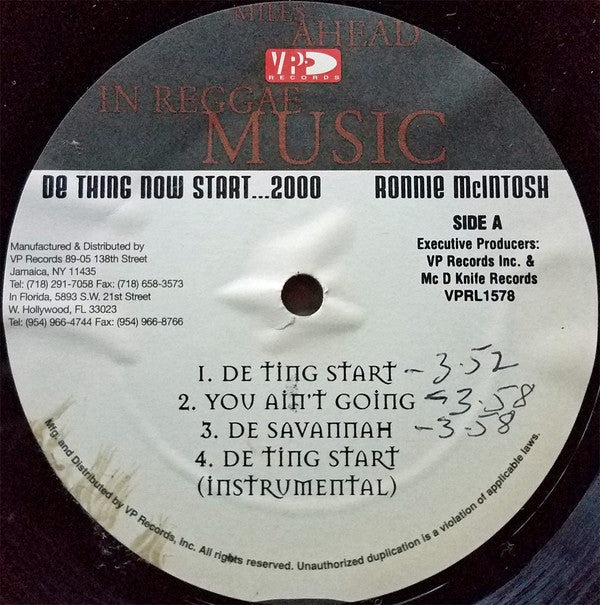 MILES
AHEAD
VP
RECORDS
IN REGGAE
MUSIC
DE THING NOW START...2000 RONNIE McINTOSH
Manufactured & Distributed by
VP Records 89-05 138th Street
Jamaica, NY 11435
Tel: (718) 291-7058 Fax: (718) 658-3573
In Florida, 5893 S.W. 21st Street
W. Hollywood, FL 33023
Tel: (954) 966-4744 Fax: (954) 966-8766
SIDE A
Executive Producers:
VP Records Inc. &
Mc D Knife Records
VPRL1578
1. DE TING START - 3.52
2. YOU AIN'T GOING - 3.58
3. DE SAVANNAH - 3.58
4. DE TING START
(INSTRUMENTAL)
Mfg. and Distributed by VP Records, Inc. All rights reserved. Unauthorized duplication is a violation of applicable laws.